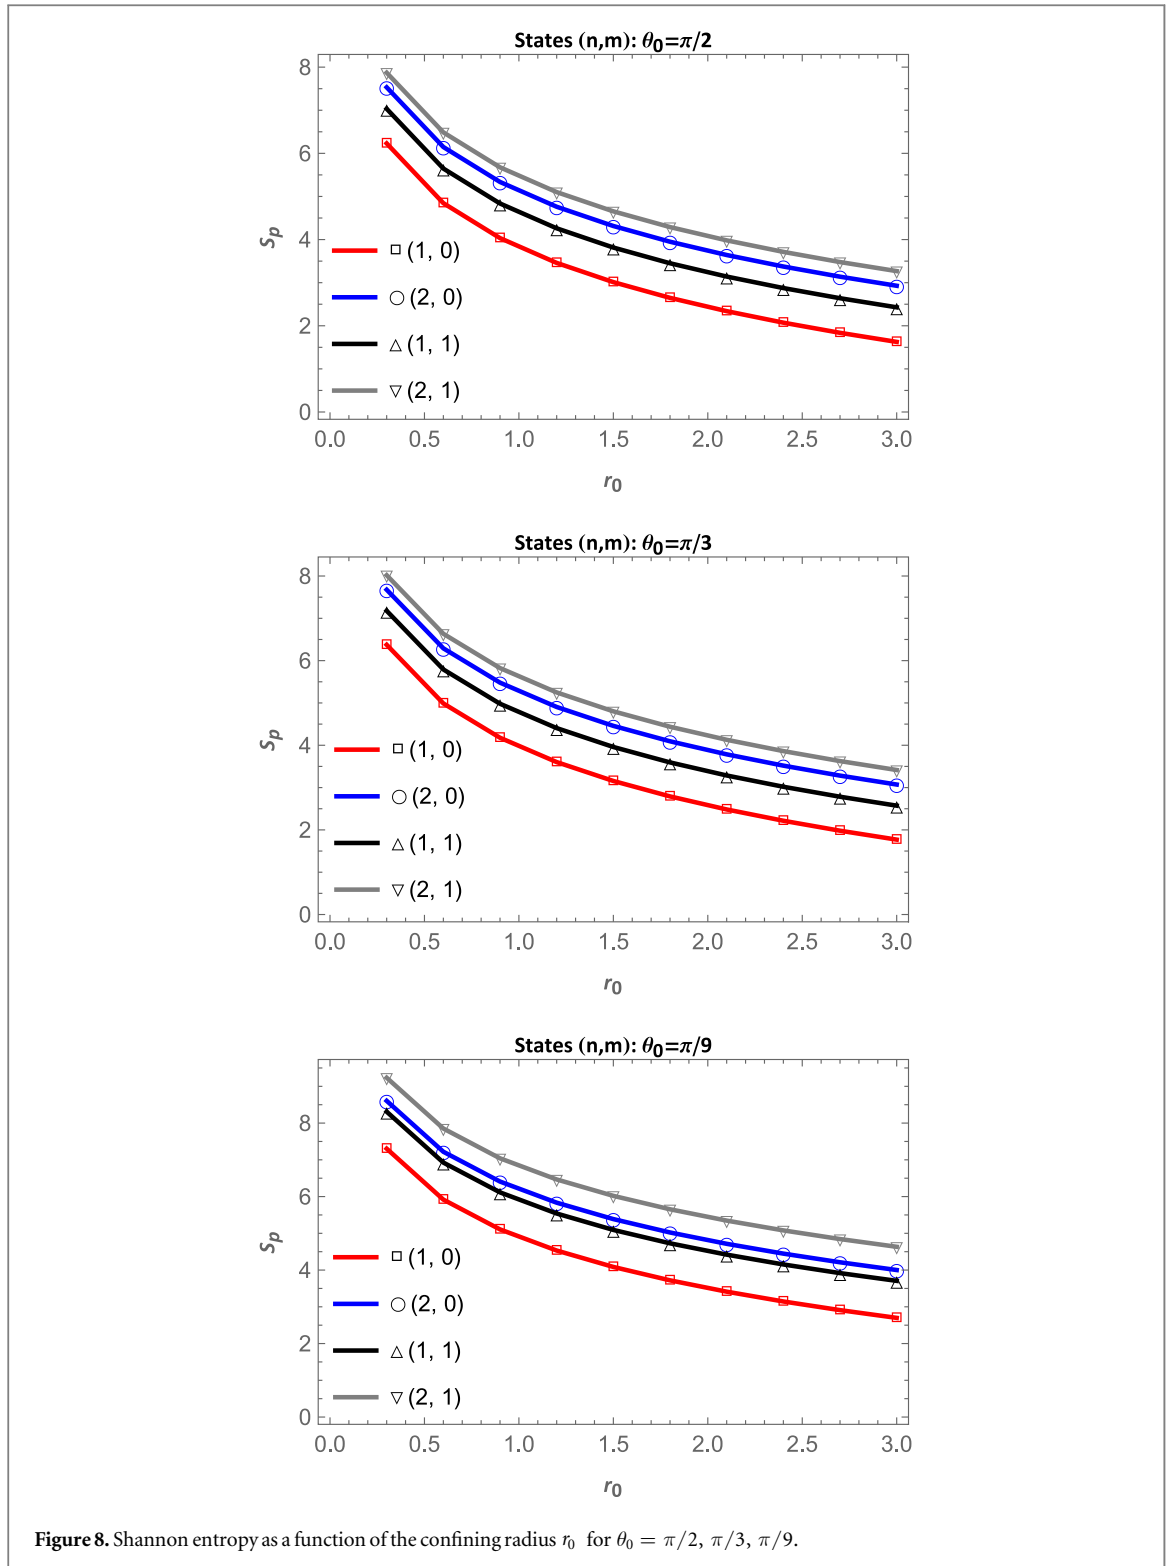 States (n,m): θ0=π/2
8
6
4
2
0
Sp
□ (1, 0)
○ (2, 0)
△ (1, 1)
▽ (2, 1)
0.0 0.5 1.0 1.5 2.0 2.5 3.0
r0
States (n,m): θ0=π/3
8
6
4
2
0
Sp
□ (1, 0)
○ (2, 0)
△ (1, 1)
▽ (2, 1)
0.0 0.5 1.0 1.5 2.0 2.5 3.0
r0
States (n,m): θ0=π/9
8
6
4
2
0
Sp
□ (1, 0)
○ (2, 0)
△ (1, 1)
▽ (2, 1)
0.0 0.5 1.0 1.5 2.0 2.5 3.0
r0
Figure 8. Shannon entropy as a function of the confining radius r0 for θ0 = π/2, π/3, π/9.